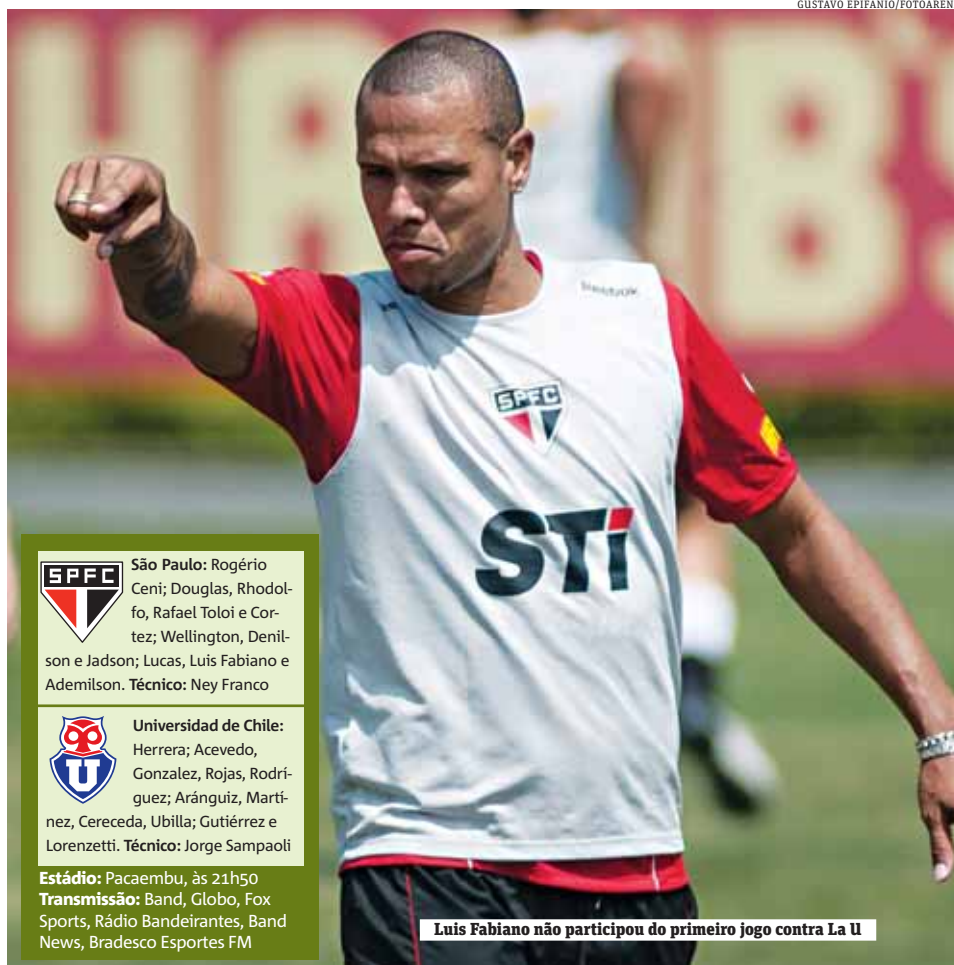 GUSTAVO EPIFANIO/FOTOAREN
HAB'S
Reebok
SPFC
STi
SPFC
São Paulo: Rogério
Ceni; Douglas, Rhodol-
fo, Rafael Toloi e Cor-
tez; Wellington, Denil-
son e Jadson; Lucas, Luis Fabiano e
Ademilson. Técnico: Ney Franco
U
Universidad de Chile:
Herrera; Acevedo,
Gonzalez, Rojas, Rodrí-
guez; Aránguiz, Martí-
nez, Cereceda, Ubilla; Gutiérrez e
Lorenzetti. Técnico: Jorge Sampaoli
Estádio: Pacaembu, às 21h50
Transmissão: Band, Globo, Fox
Sports, Rádio Bandeirantes, Band
News, Bradesco Esportes FM
Luis Fabiano não participou do primeiro jogo contra La U